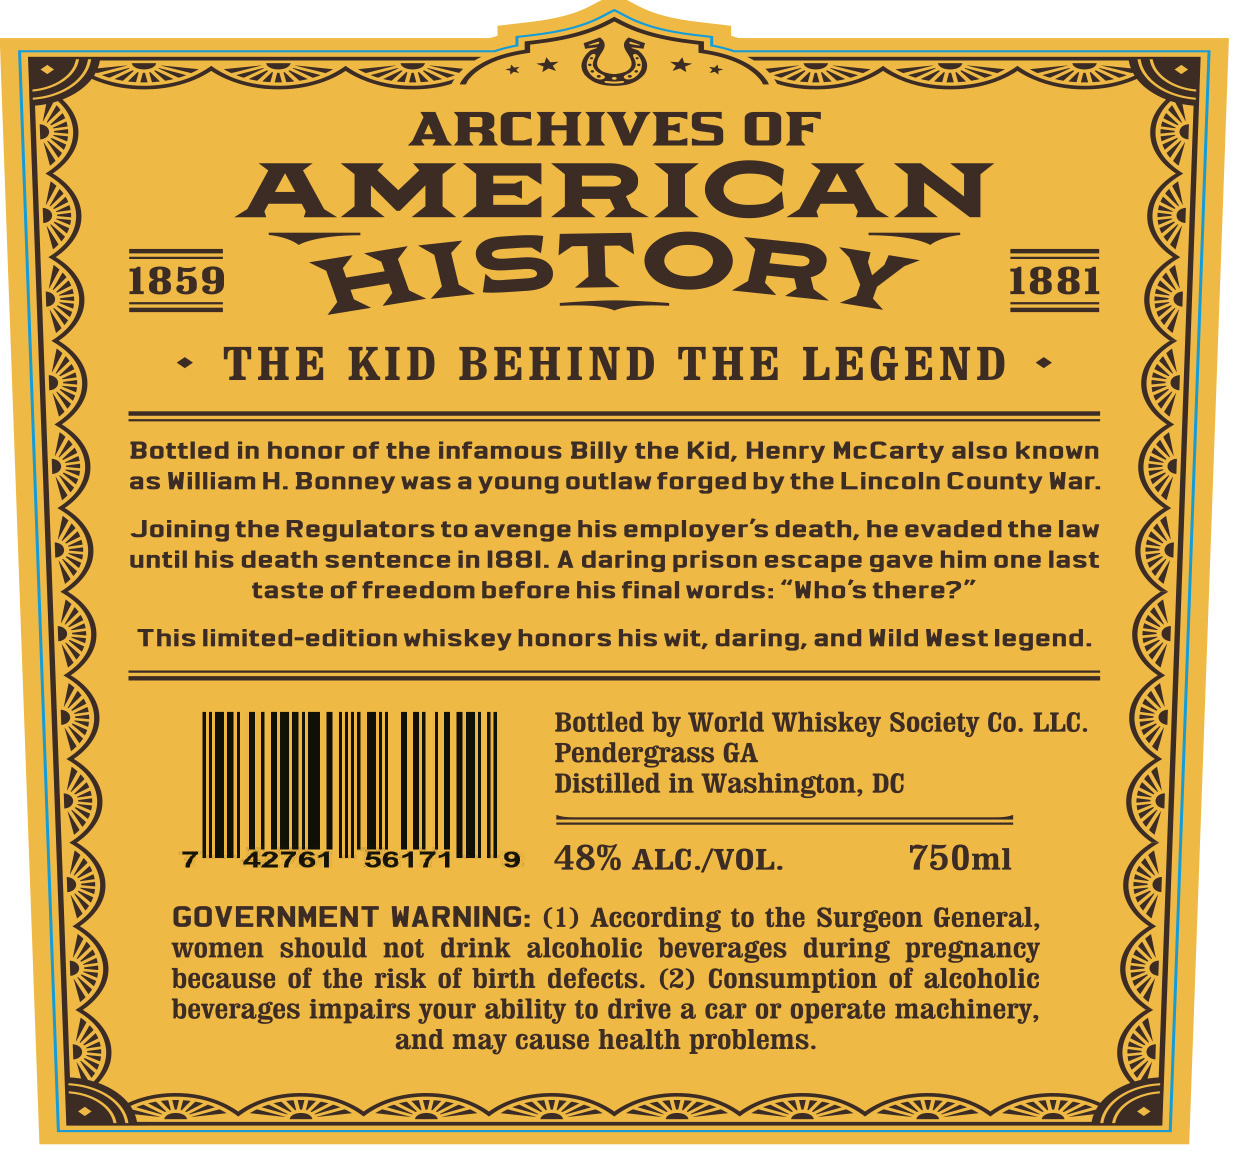 ARCHIVES OF
AMERICAN
HISTORY
1859
1881
THE KID BEHIND THE LEGEND
Bottled in honor of the infamous Billy the Kid, Henry McCarty also known
as William H. Bonney was a young outlaw forged by the Lincoln County War.
Joining the Regulators to avenge his employer's death, he evaded the law
until his death sentence in 1881. A daring prison escape gave him one last
taste of freedom before his final words: “Who's there?”
This limited-edition whiskey honors his wit, daring, and Wild West legend.
Bottled by World Whiskey Society Co. LLC.
Pendergrass GA
Distilled in Washington, DC
48% ALC./VOL. 750ml
7 42761 56171 9
GOVERNMENT WARNING: (1) According to the Surgeon General,
women should not drink alcoholic beverages during pregnancy
because of the risk of birth defects. (2) Consumption of alcoholic
beverages impairs your ability to drive a car or operate machinery,
and may cause health problems.